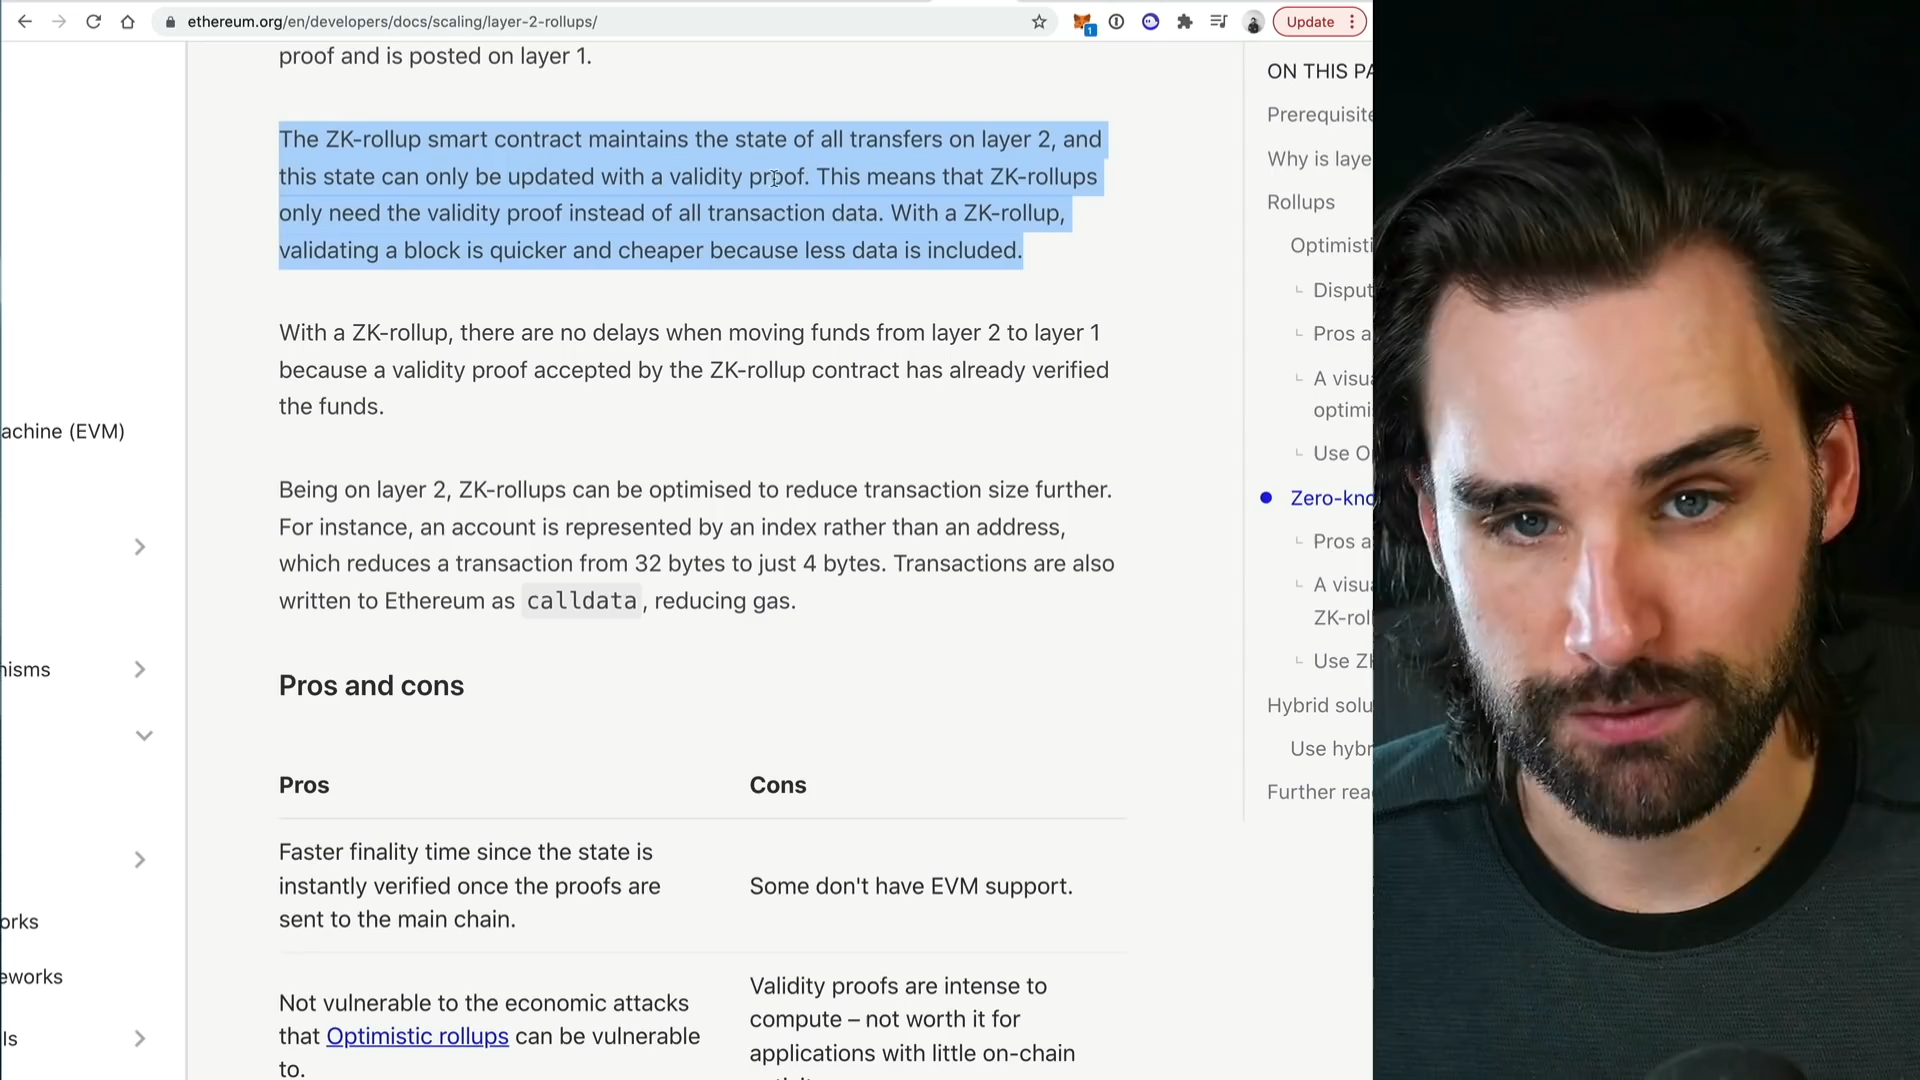 ethereum.org/en/developers/docs/scaling/layer-2-rollups/
1
Update
proof and is posted on layer 1.
The ZK-rollup smart contract maintains the state of all transfers on layer 2, and
this state can only be updated with a validity proof. This means that ZK-rollups
only need the validity proof instead of all transaction data. With a ZK-rollup,
validating a block is quicker and cheaper because less data is included.
With a ZK-rollup, there are no delays when moving funds from layer 2 to layer 1
because a validity proof accepted by the ZK-rollup contract has already verified
the funds.
Being on layer 2, ZK-rollups can be optimised to reduce transaction size further.
For instance, an account is represented by an index rather than an address,
which reduces a transaction from 32 bytes to just 4 bytes. Transactions are also
written to Ethereum as calldata, reducing gas.
Pros and cons
Pros
Cons
Faster finality time since the state is
instantly verified once the proofs are
sent to the main chain.
Some don't have EVM support.
Not vulnerable to the economic attacks
that Optimistic rollups can be vulnerable
to.
Validity proofs are intense to
compute – not worth it for
applications with little on-chain
achine (EVM)
nisms
orks
eworks
ls
ON THIS PA
Prerequisite
Why is laye
Rollups
Optimisti
Disput
Pros a
A visua
optimi
Use O
Zero-kno
Pros a
A visua
ZK-rol
Use ZK
Hybrid solu
Use hybr
Further rea